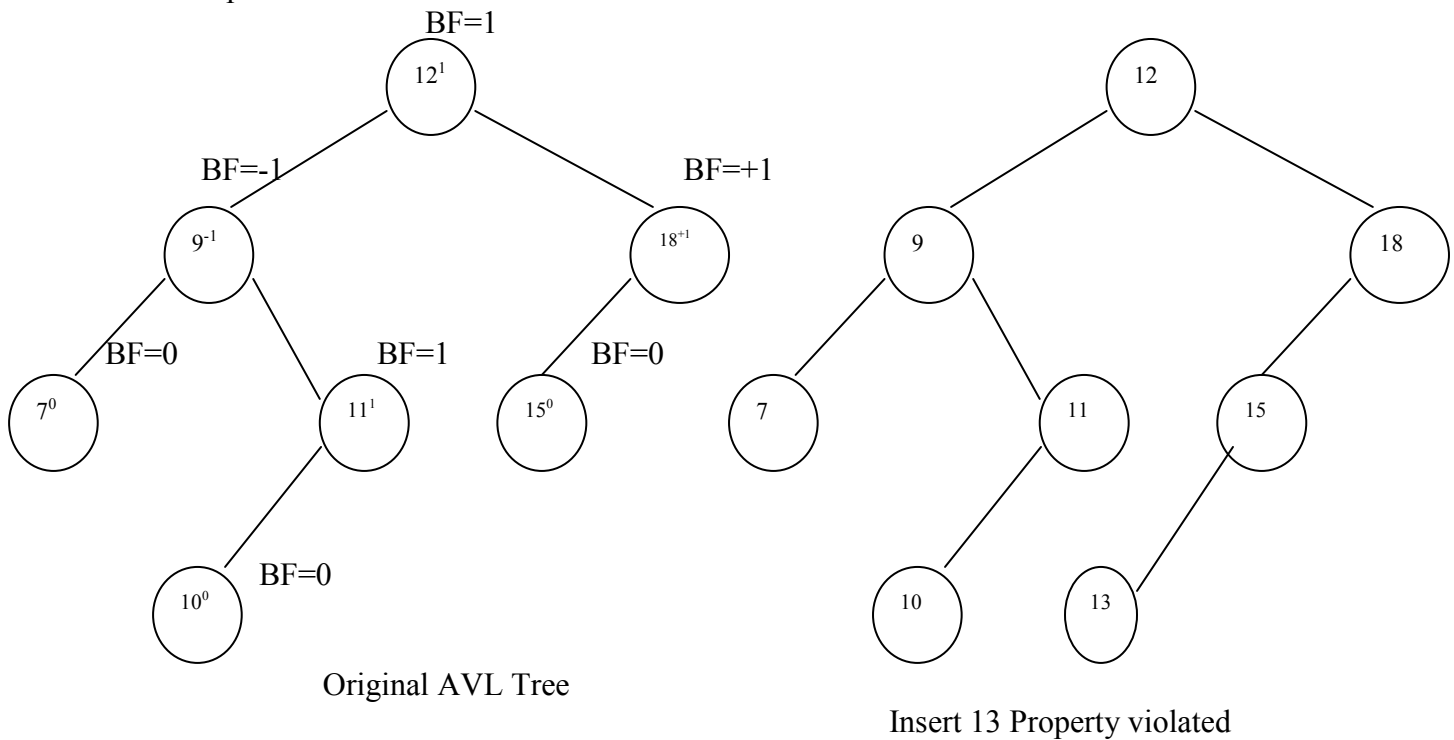 BF=1
12¹ 12
BF=-1 BF=+1
9⁻¹ 18⁺¹ 9 18
BF=0 BF=1 BF=0
7⁰ 11¹ 15⁰ 7 11 15
BF=0
10⁰ 10 13
Original AVL Tree
Insert 13 Property violated